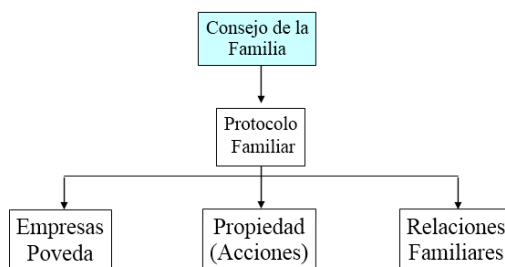 Consejo de la
Familia
Protocolo
Familiar
Empresas
Poveda
Propiedad
(Acciones)
Relaciones
Familiares